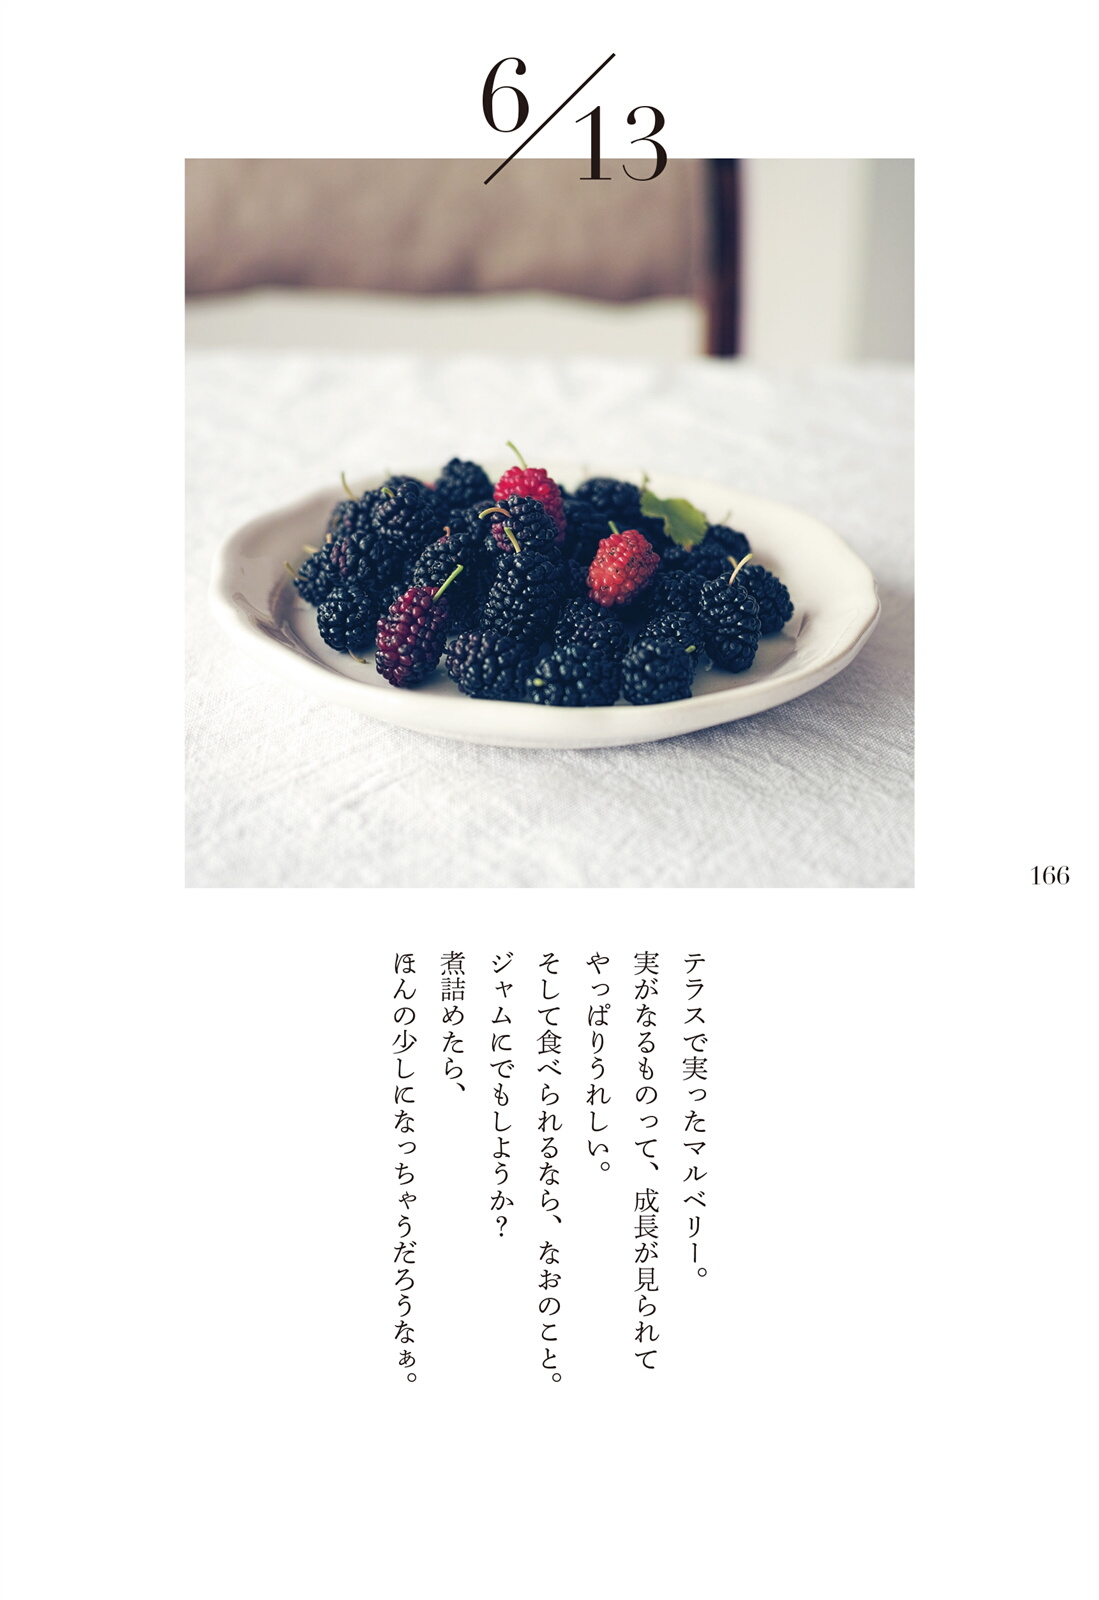 6/13
テラスで実ったマルベリー。
実がなるものって、成長が見られて
やっぱりうれしい。
そして食べられるなら、なおのこと。
ジャムにでもしようか？
煮詰めたら、
ほんの少しになっちゃうだろうなぁ。
166